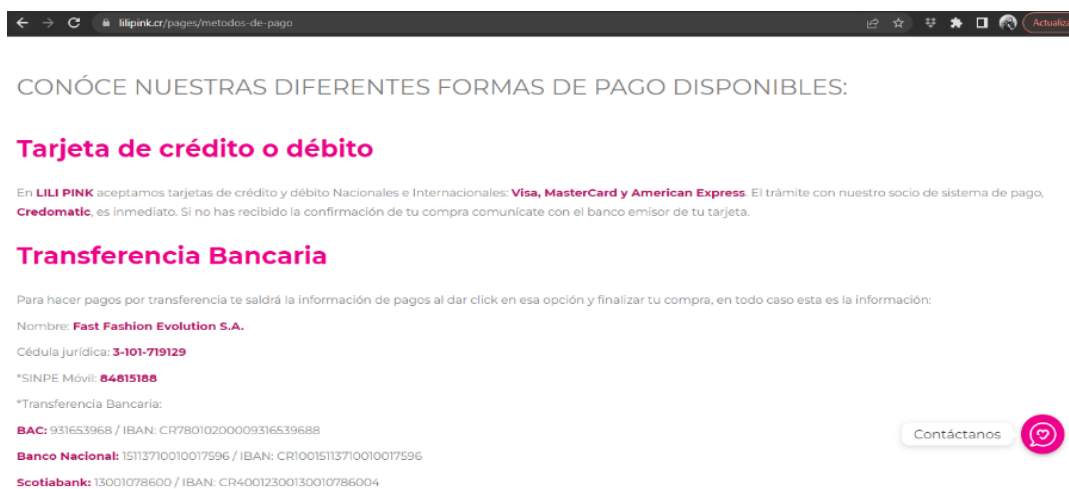 lilipink.cr/pages/metodos-de-pago
CONÓCE NUESTRAS DIFERENTES FORMAS DE PAGO DISPONIBLES:
Tarjeta de crédito o débito
En LILI PINK aceptamos tarjetas de crédito y débito Nacionales e Internacionales: Visa, MasterCard y American Express. El trámite con nuestro socio de sistema de pago,
Credomatic, es inmediato. Si no has recibido la confirmación de tu compra comunícate con el banco emisor de tu tarjeta.
Transferencia Bancaria
Para hacer pagos por transferencia te saldrá la información de pagos al dar click en esa opción y finalizar tu compra, en todo caso esta es la información:
Nombre: Fast Fashion Evolution S.A.
Cédula jurídica: 3-101-719129
*SINPE Móvil: 84815188
*Transferencia Bancaria:
BAC: 931653968 / IBAN: CR78010200009316539688
Banco Nacional: 15113710010017596 / IBAN: CR10015113710010017596
Scotiabank: 13001078600 / IBAN: CR40012300130010786004
Contáctanos